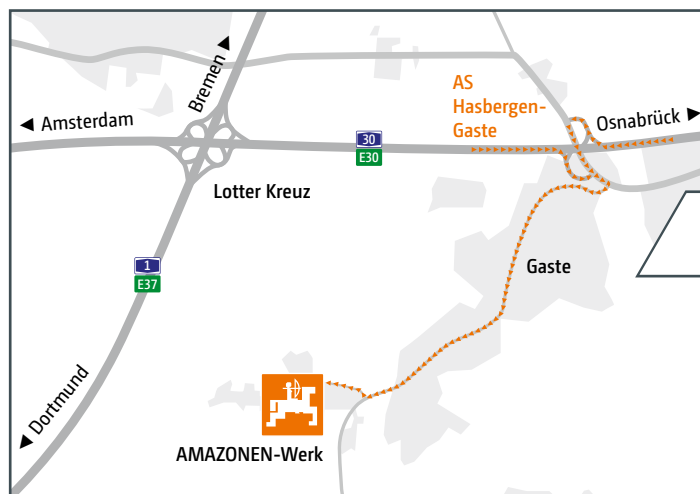 Bremen
AS
Hasbergen-
Gaste
Amsterdam
Osnabrück
30
E30
Lotter Kreuz
1
E37
Gaste
Dortmund
AMAZONEN-Werk